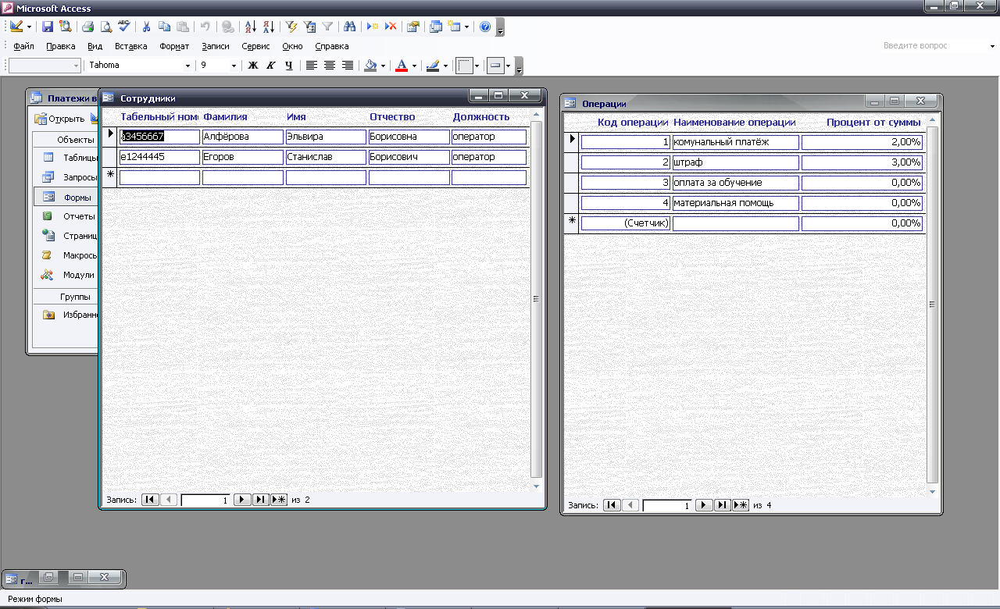 Microsoft Access
Файл Правка Вид Вставка Формат Записи Сервис Окно Справка Введите вопрос
Tahoma 9 Ж К Ч
Платежи в
Открыть
Объекты
Таблицы
Запросы
Формы
Отчеты
Страниц
Макросы
Модули
Группы
Избранн
Сотрудники
Табельный номе Фамилия Имя Отчество Должность
Алфёрова Эльвира Борисовна оператор
е1244445 Егоров Станислав Борисович оператор
Запись: 1 из 2
Операции
Код операции Наименование операции Процент от суммы
1 комунальный платёж 2,00%
2 штраф 3,00%
3 оплата за обучение 0,00%
4 материальная помощь 0,00%
(Счетчик) 0,00%
Запись: 1 из 4
г...
Режим формы